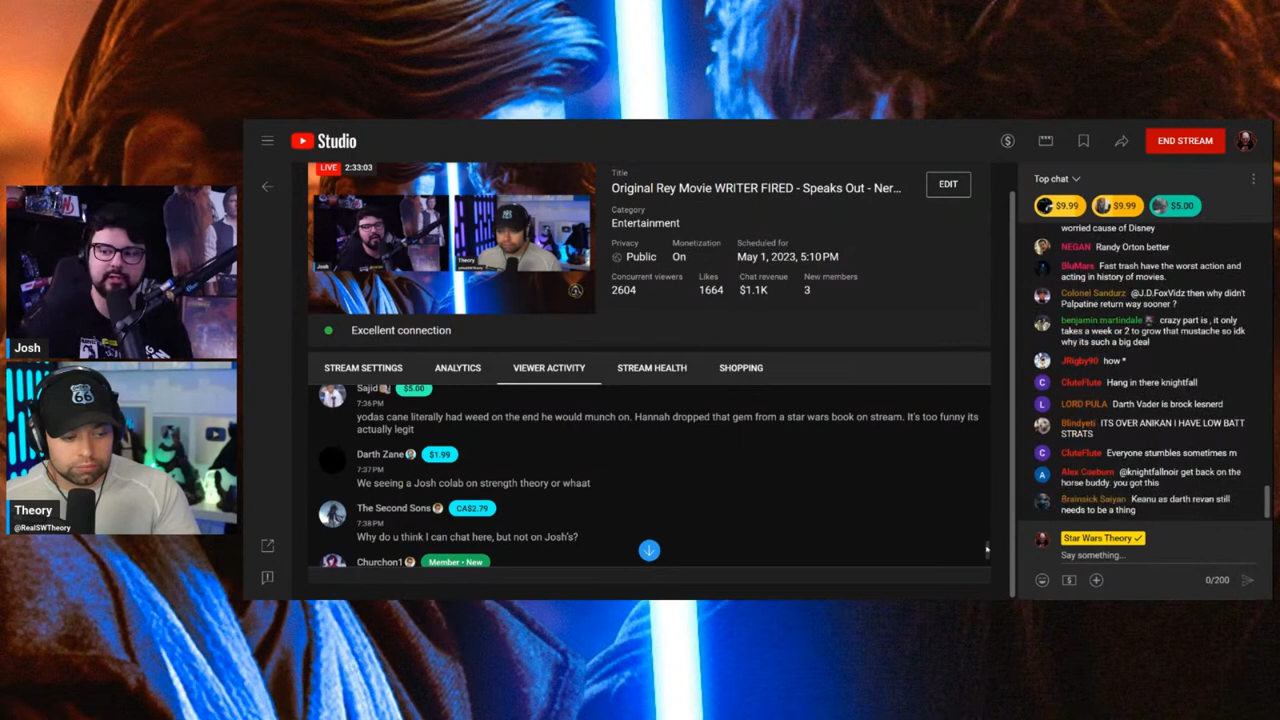 Studio
END STREAM
LIVE 2:33:03
Josh
Theory
Title
Original Rey Movie WRITER FIRED - Speaks Out - Ner...
EDIT
Category
Entertainment
Privacy
Monetization
Scheduled for
Public
On
May 1, 2023, 5:10 PM
Concurrent viewers
Likes
Chat revenue
New members
2604
1664
$1.1K
3
Excellent connection
STREAM SETTINGS
ANALYTICS
VIEWER ACTIVITY
STREAM HEALTH
SHOPPING
Sajid $5.00
7:36 PM
yodas cane literally had weed on the end he would munch on. Hannah dropped that gem from a star wars book on stream. It's too funny its
actually legit
Darth Zane $1.99
7:37 PM
We seeing a Josh colab on strength theory or whaat
The Second Sons CA$2.79
7:38 PM
Why do u think I can chat here, but not on Josh's?
Churchon1 Member • New
Top chat
$9.99
$9.99
$5.00
worried cause of Disney
NEGAN Randy Orton better
BluMars Fast trash have the worst action and
acting in history of movies.
Colonel Sandurz @J.D.FoxVidz then why didn't
Palpatine return way sooner ?
benjamin martindale crazy part is , it only
takes a week or 2 to grow that mustache so idk
why its such a big deal
JRigby90 how *
C CluteFlute Hang in there knightfall
L LORD PULA Darth Vader is brock lesnerd
Blindyeti ITS OVER ANIKAN I HAVE LOW BATT
STRATS
C CluteFlute Everyone stumbles sometimes m
A Alex Coeburn @knightfallnoir get back on the
horse buddy. you got this
Brainsick Saiyan Keanu as darth revan still
needs to be a thing
Star Wars Theory
Say something...
0/200
Josh
Theory
@RealSWTheory
66